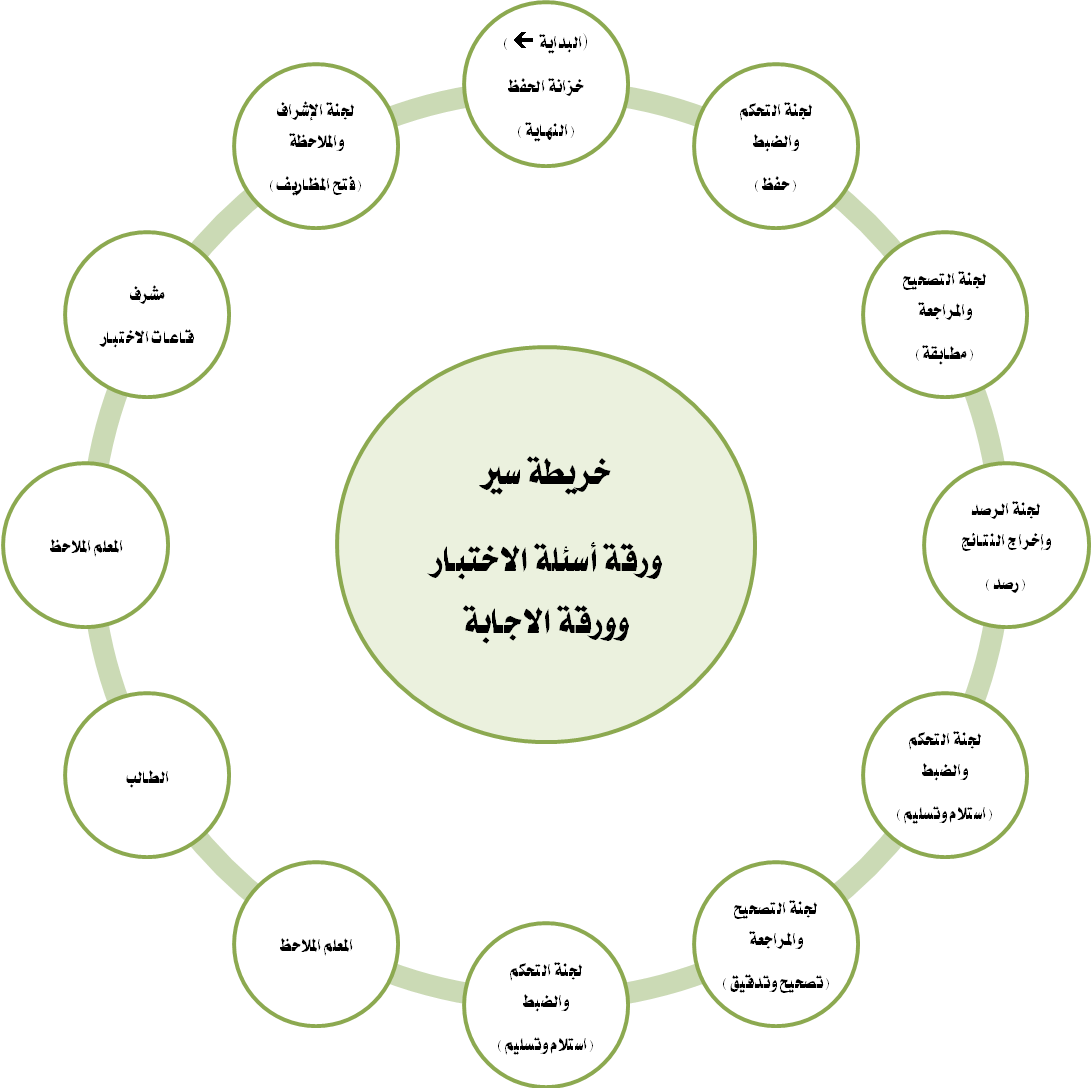 (البداية ←)
خزانة الحفظ
(النهاية)
لجنة الإشراف
والملاحظة
(فتح المظاريف)
مشرف
قاعات الاختبار
المعلم الملاحظ
الطالب
المعلم الملاحظ
لجنة التحكم
والضبط
(استلام وتسليم)
لجنة التصحيح
والمراجعة
(تصحيح وتدقيق)
لجنة التحكم
والضبط
(استلام وتسليم)
لجنة الرصد
وإخراج النتائج
(رصد)
لجنة التصحيح
والمراجعة
(مطابقة)
لجنة التحكم
والضبط
(حفظ)
خريطة سير
ورقة أسئلة الاختبار
وورقة الاجابة